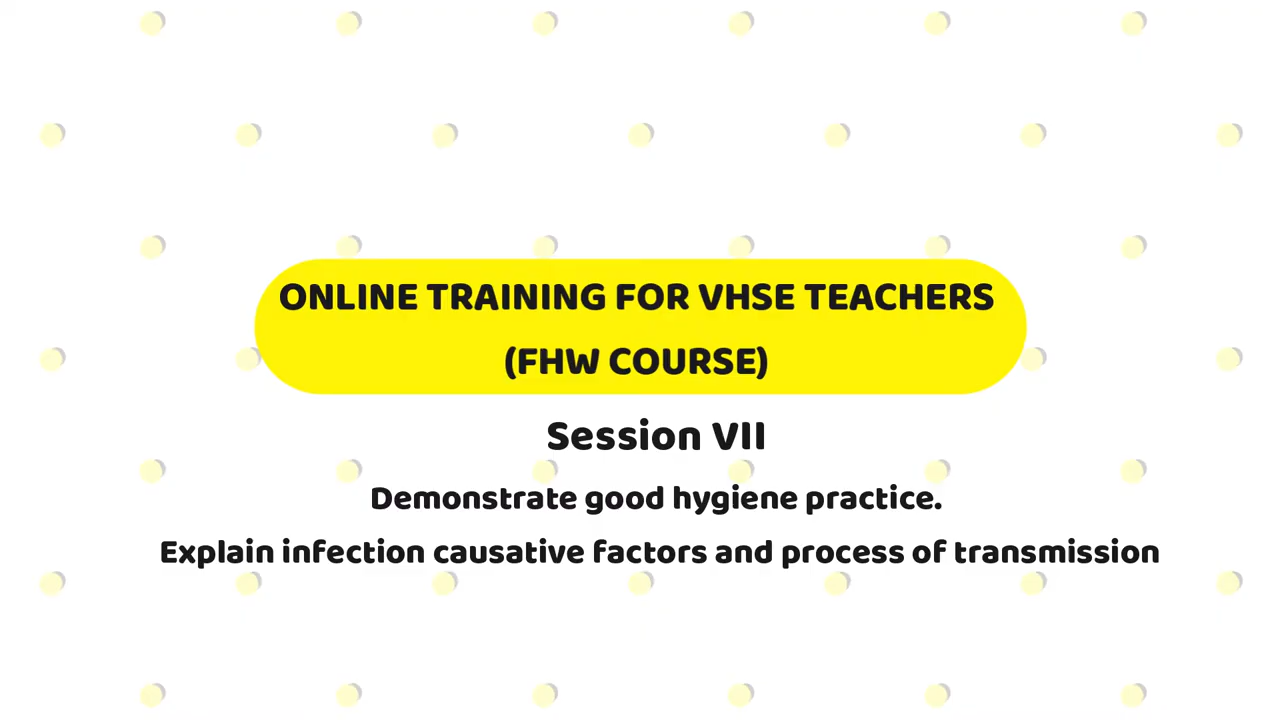 ONLINE TRAINING FOR VHSE TEACHERS
(FHW COURSE)
Session VII
Demonstrate good hygiene practice.
Explain infection causative factors and process of transmission